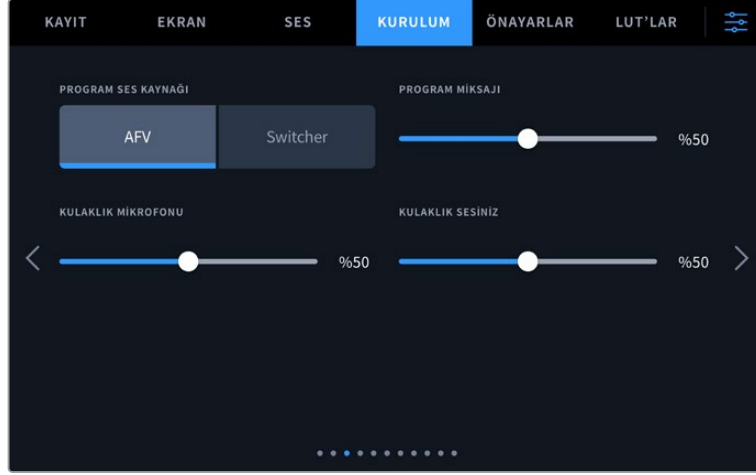 KAYIT EKRAN SES KURULUM ÖNAYARLAR LUT’LAR
PROGRAM SES KAYNAĞI PROGRAM MİKSAJI
AFV Switcher %50
KULAKLIK MİKROFONU KULAKLIK SESİNİZ
%50 %50